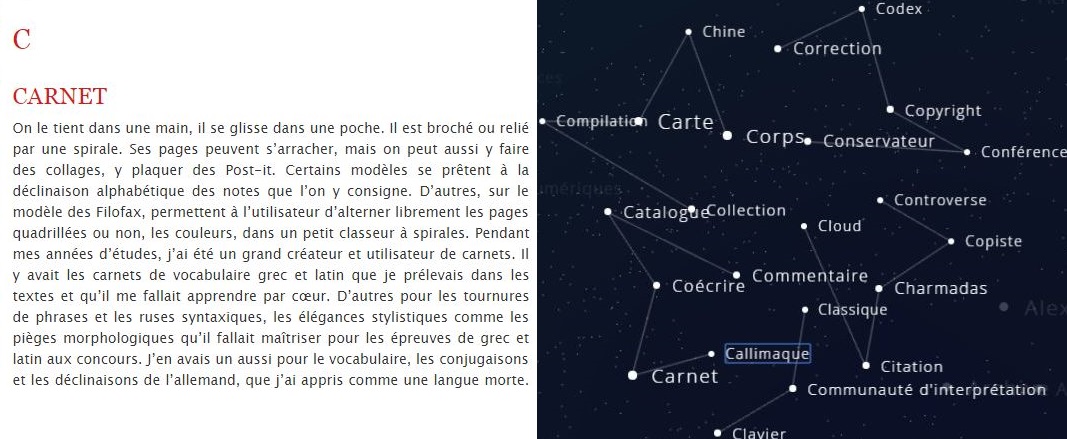 C
CARNET
On le tient dans une main, il se glisse dans une poche. Il est broché ou relié
par une spirale. Ses pages peuvent s’arracher, mais on peut aussi y faire
des collages, y plaquer des Post-it. Certains modèles se prêtent à la
déclinaison alphabétique des notes que l’on y consigne. D’autres, sur le
modèle des Filofax, permettent à l’utilisateur d’alterner librement les pages
quadrillées ou non, les couleurs, dans un petit classeur à spirales. Pendant
mes années d’études, j’ai été un grand créateur et utilisateur de carnets. Il
y avait les carnets de vocabulaire grec et latin que je prélevais dans les
textes et qu’il me fallait apprendre par cœur. D’autres pour les tournures
de phrases et les ruses syntaxiques, les élégances stylistiques comme les
pièges morphologiques qu’il fallait maîtriser pour les épreuves de grec et
latin aux concours. J’en avais un aussi pour le vocabulaire, les conjugaisons
et les déclinaisons de l’allemand, que j’ai appris comme une langue morte.
Codex
Chine
Correction
Copyright
Compilation
Carte
Corps
Conservateur
Conférence
Controverse
Catalogue
Collection
Cloud
Copiste
Commentaire
Coécrire
Charmadas
Classique
Callimaque
Citation
Carnet
Communauté d'interprétation
Clavier